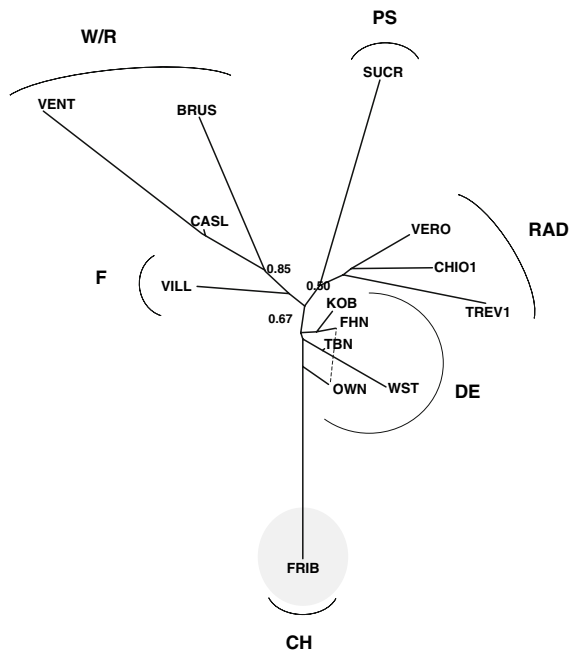 PS
W/R
SUCR
VENT
BRUS
CASL
VERO
RAD
0.85
CHIO1
F
VILL
0.50
KOB
TREV1
0.67
FHN
TBN
OWN
WST
DE
FRIB
CH